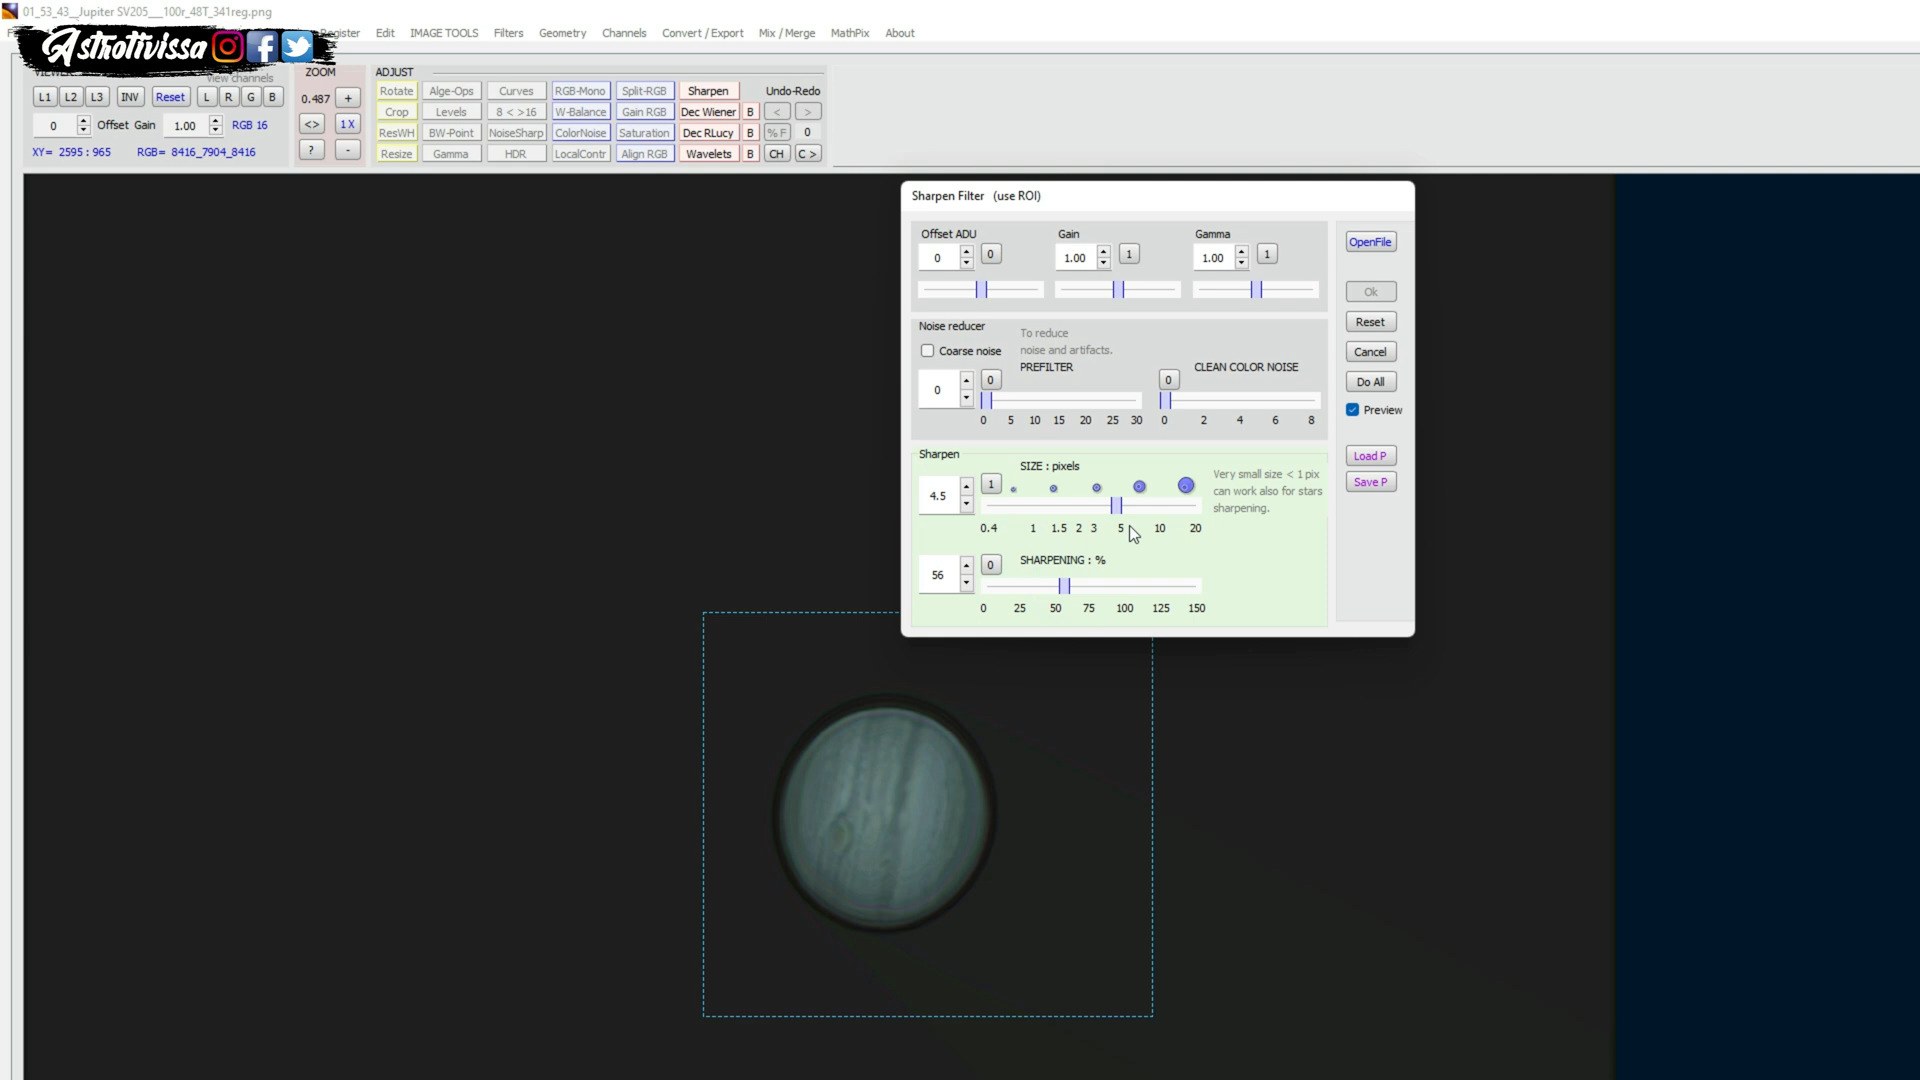 01_53_43__Jupiter SV205___100r_48T_341reg.png
Register Edit IMAGE TOOLS Filters Geometry Channels Convert / Export Mix / Merge MathPix About
Astrotivissa
View channels
L1 L2 L3 INV Reset L R G B
0 Offset Gain 1.00 RGB 16
XY= 2595 : 965 RGB= 8416_7904_8416
ZOOM
0.487 +
<> 1X
? -
ADJUST
Rotate Alge-Ops Curves RGB-Mono Split-RGB Sharpen Undo-Redo
Crop Levels 8 < >16 W-Balance Gain RGB Dec Wiener B < >
ResWH BW-Point NoiseSharp ColorNoise Saturation Dec RLucy B % F 0
Resize Gamma HDR LocalContr Align RGB Wavelets B CH C >
Sharpen Filter (use ROI)
Offset ADU Gain Gamma
0 0 1.00 1 1.00 1
OpenFile
Ok
Reset
Cancel
Do All
Preview
Load P
Save P
Noise reducer
Coarse noise
To reduce
noise and artifacts.
PREFILTER CLEAN COLOR NOISE
0 0 0
0 5 10 15 20 25 30 0 2 4 6 8
Sharpen
SIZE : pixels
4.5 1
Very small size < 1 pix
can work also for stars
sharpening.
0.4 1 1.5 2 3 5 10 20
SHARPENING : %
56 0
0 25 50 75 100 125 150